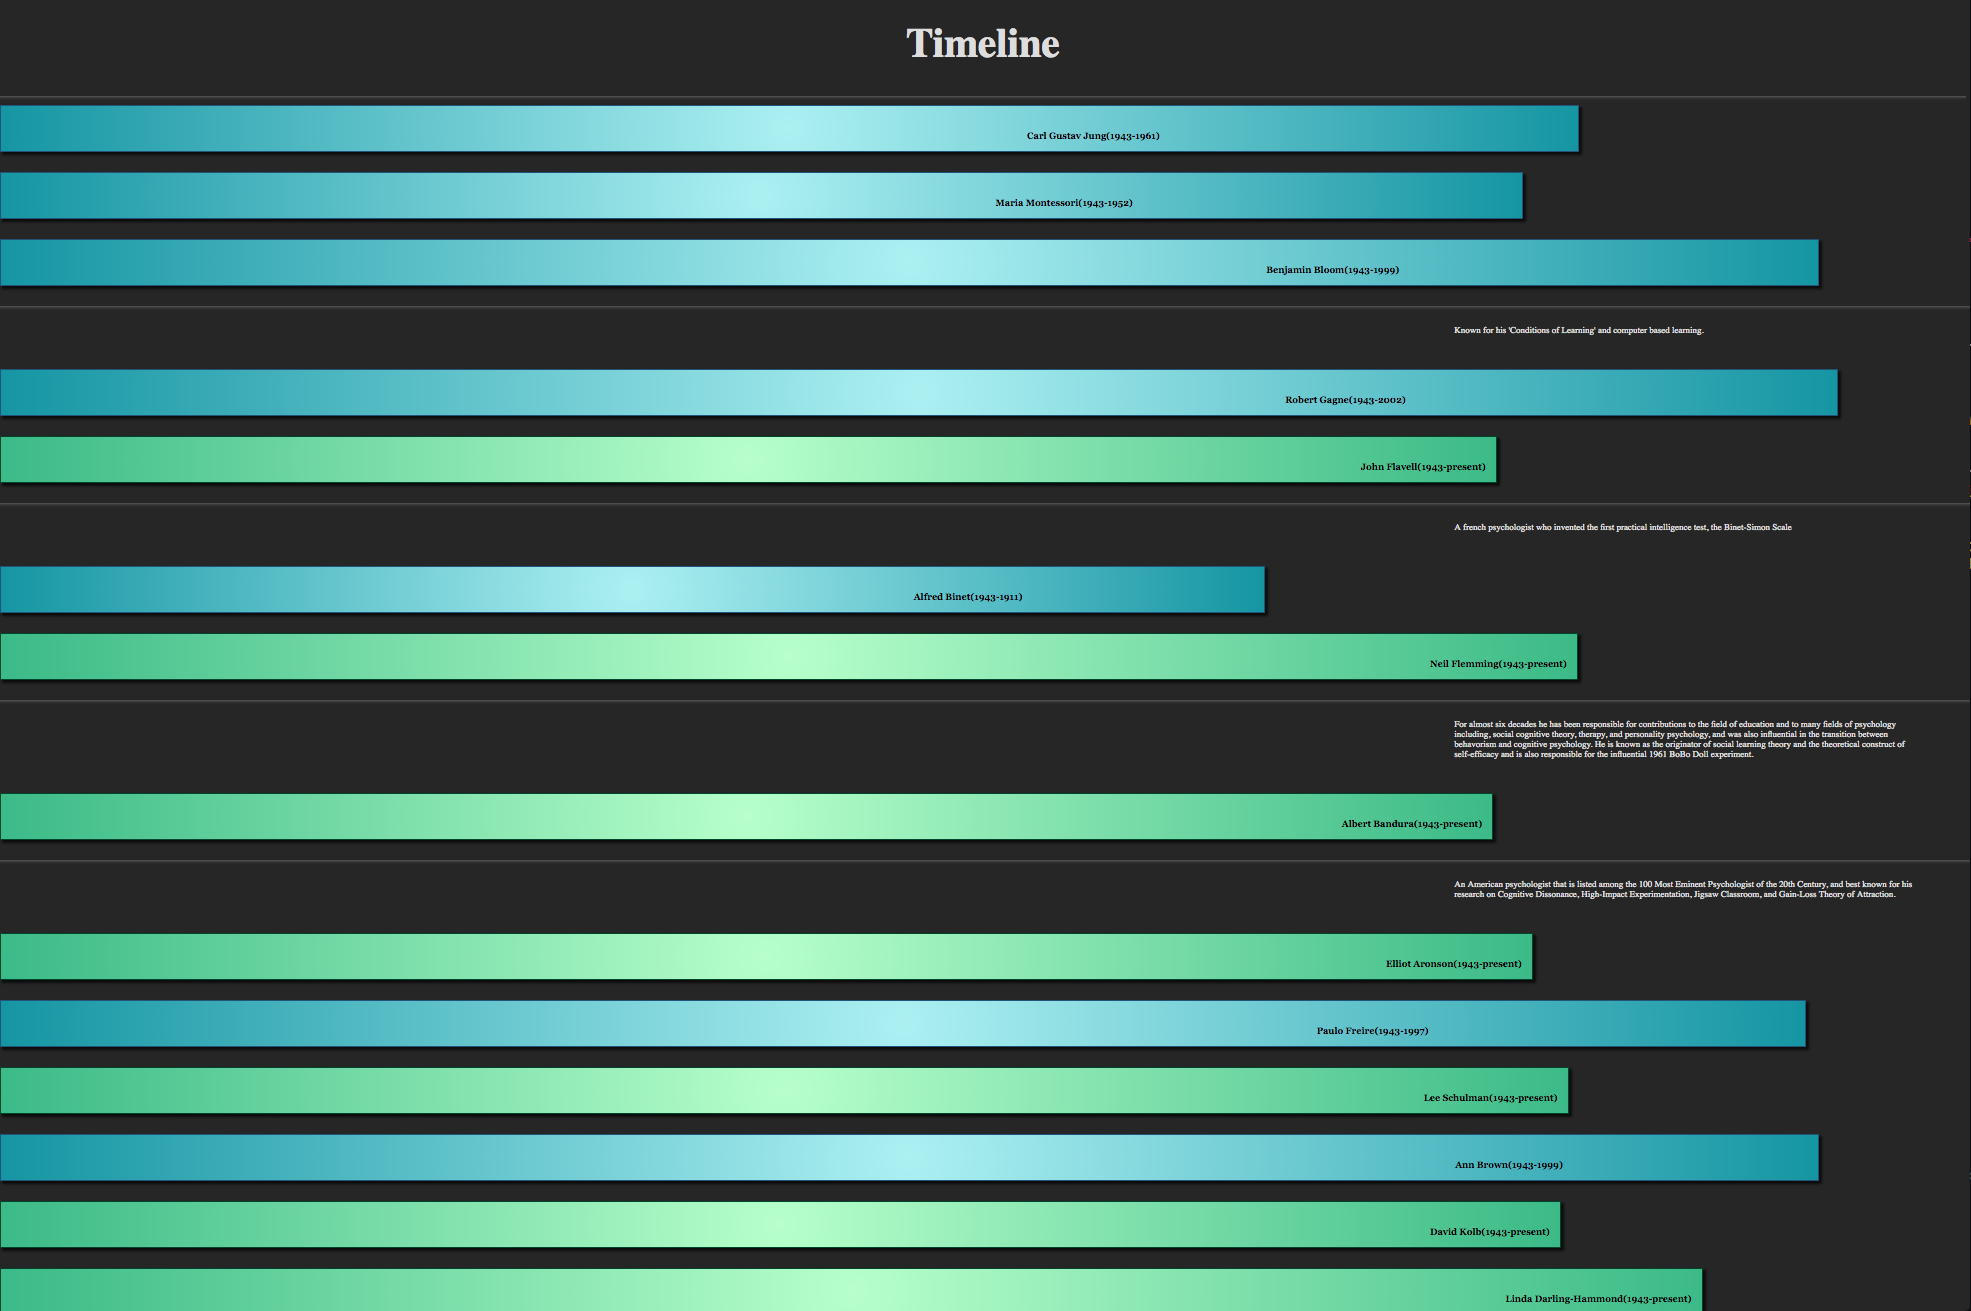 Timeline
Carl Gustav Jung(1943-1961)
Maria Montessori(1943-1952)
Benjamin Bloom(1943-1999)
Known for his 'Conditions of Learning' and computer based learning.
Robert Gagne(1943-2002)
John Flavell(1943-present)
A french psychologist who invented the first practical intelligence test, the Binet-Simon Scale
Alfred Binet(1943-1911)
Neil Flemming(1943-present)
For almost six decades he has been responsible for contributions to the field of education and to many fields of psychology
including, social cognitive theory, therapy, and personality psychology, and was also influential in the transition between
behavorism and cognitive psychology. He is known as the originator of social learning theory and the theoretical construct of
self-efficacy and is also responsible for the influential 1961 BoBo Doll experiment.
Albert Bandura(1943-present)
An American psychologist that is listed among the 100 Most Eminent Psychologist of the 20th Century, and best known for his
research on Cognitive Dissonance, High-Impact Experimentation, Jigsaw Classroom, and Gain-Loss Theory of Attraction.
Elliot Aronson(1943-present)
Paulo Freire(1943-1997)
Lee Schulman(1943-present)
Ann Brown(1943-1999)
David Kolb(1943-present)
Linda Darling-Hammond(1943-present)